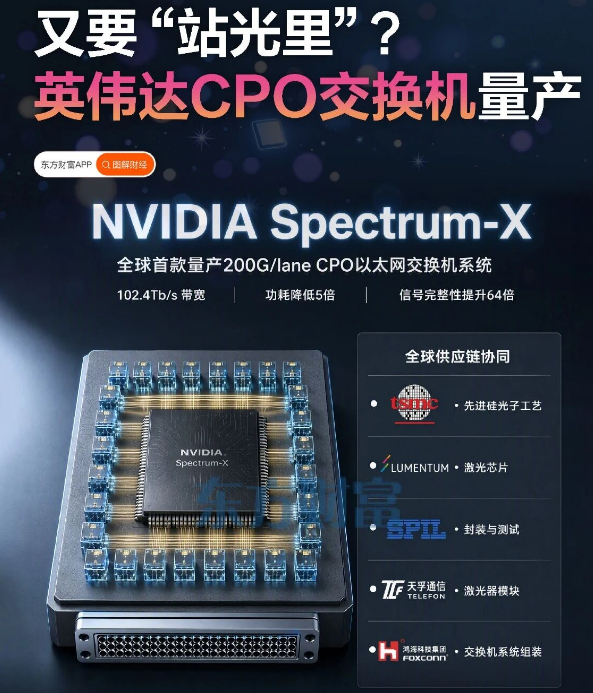 又要“站光里”？
英伟达CPO交换机量产
东方财富APP 图解财经
NVIDIA Spectrum-X
全球首款量产200G/lane CPO以太网交换机系统
102.4Tb/s 带宽 功耗降低5倍 信号完整性提升64倍
全球供应链协同
tsmc • 先进硅光子工艺
LUMENTUM • 激光芯片
SPIL • 封装与测试
TFC 天孚通信 TELEFON • 激光器模块
鸿海科技集团 FOXCONN • 交换机系统组装
NVIDIA
Spectrum-X
东方财富